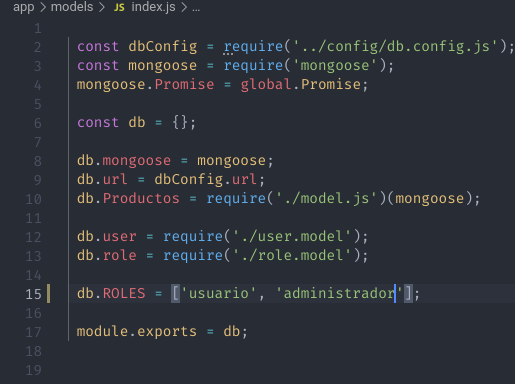 app > models > JS index.js > ...
1
2 const dbConfig = require('../config/db.config.js');
3 const mongoose = require('mongoose');
4 mongoose.Promise = global.Promise;
5
6 const db = {};
7
8 db.mongoose = mongoose;
9 db.url = dbConfig.url;
10 db.Productos = require('./model.js')(mongoose);
11
12 db.user = require('./user.model');
13 db.role = require('./role.model');
14
15 db.ROLES = ['usuario', 'administrador'];
16
17 module.exports = db;
18
19